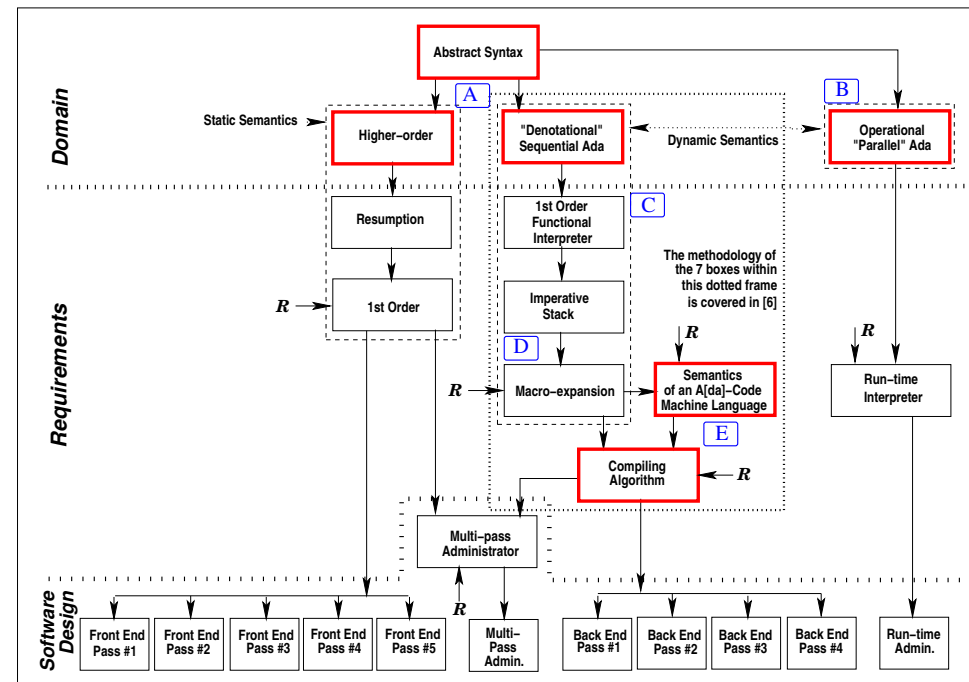 Domain
Requirements
Software
Design
Abstract Syntax
A
B
Static Semantics
Higher-order
"Denotational"
Sequential Ada
Dynamic Semantics
Operational
"Parallel" Ada
Resumption
1st Order
Functional
Interpreter
C
The methodology of
the 7 boxes within
this dotted frame
is covered in [6]
R
1st Order
Imperative
Stack
D
R
R
R
Macro-expansion
Semantics
of an A[da]-Code
Machine Language
Run-time
Interpreter
E
Compiling
Algorithm
R
Multi-pass
Administrator
R
Front End
Pass #1
Front End
Pass #2
Front End
Pass #3
Front End
Pass #4
Front End
Pass #5
Multi-
Pass
Admin.
Back End
Pass #1
Back End
Pass #2
Back End
Pass #3
Back End
Pass #4
Run-time
Admin.